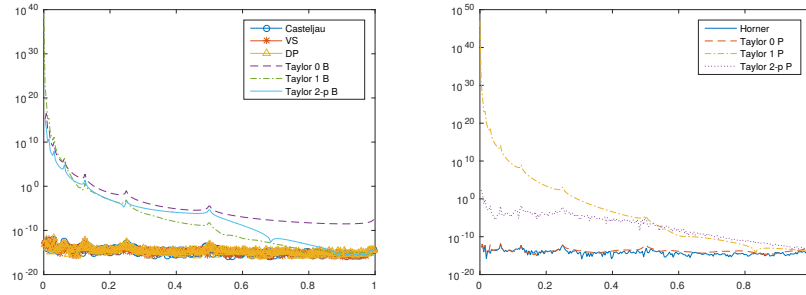 10^40
10^30
10^20
10^10
10^0
10^-10
10^-20
0 0.2 0.4 0.6 0.8 1
Casteljau
VS
DP
Taylor 0 B
Taylor 1 B
Taylor 2-p B
10^50
10^40
10^30
10^20
10^10
10^0
10^-10
10^-20
0 0.2 0.4 0.6 0.8
Horner
Taylor 0 P
Taylor 1 P
Taylor 2-p P